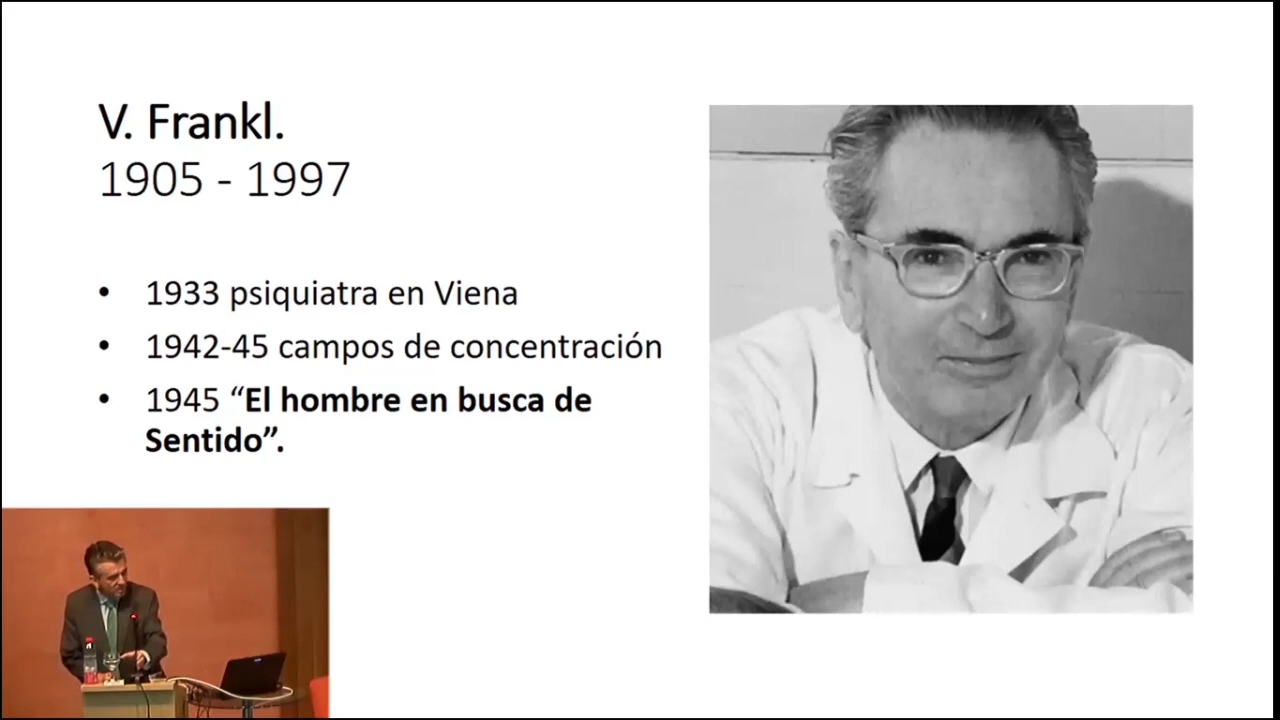 V. Frankl.
1905 - 1997
• 1933 psiquiatra en Viena
• 1942-45 campos de concentración
• 1945 “El hombre en busca de
Sentido”.